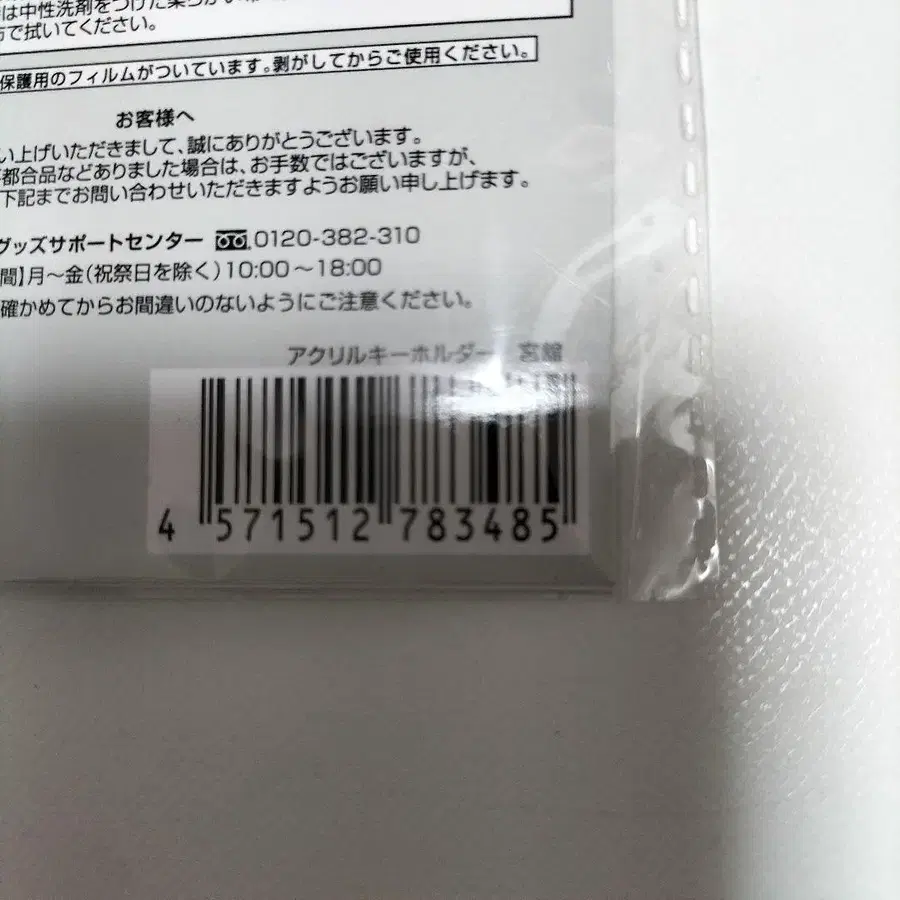 は中性洗剤をつけた柔らかい
で拭いてください。
保護用のフィルムがついています。剥がしてからご使用ください。
お客様へ
い上げいただきまして、誠にありがとうございます。
都合品などありました場合は、お手数ではございますが、
下記までお問い合わせいただきますようお願い申し上げます。
グッズサポートセンター 0120-382-310
間】月～金(祝祭日を除く)10:00～18:00
確かめてからお間違いのないようにご注意ください。
アクリルキーホルダー 宮舘
4 571512 783485